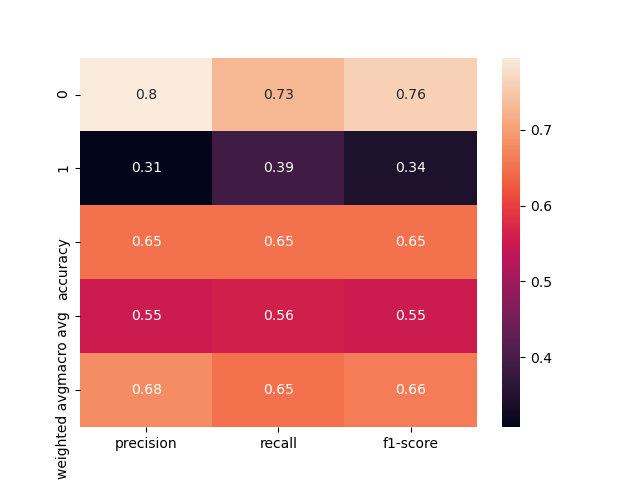 0 0.8 0.73 0.76
1 0.31 0.39 0.34
accuracy 0.65 0.65 0.65
macro avg 0.55 0.56 0.55
weighted avg 0.68 0.65 0.66
precision recall f1-score
0.7
0.6
0.5
0.4